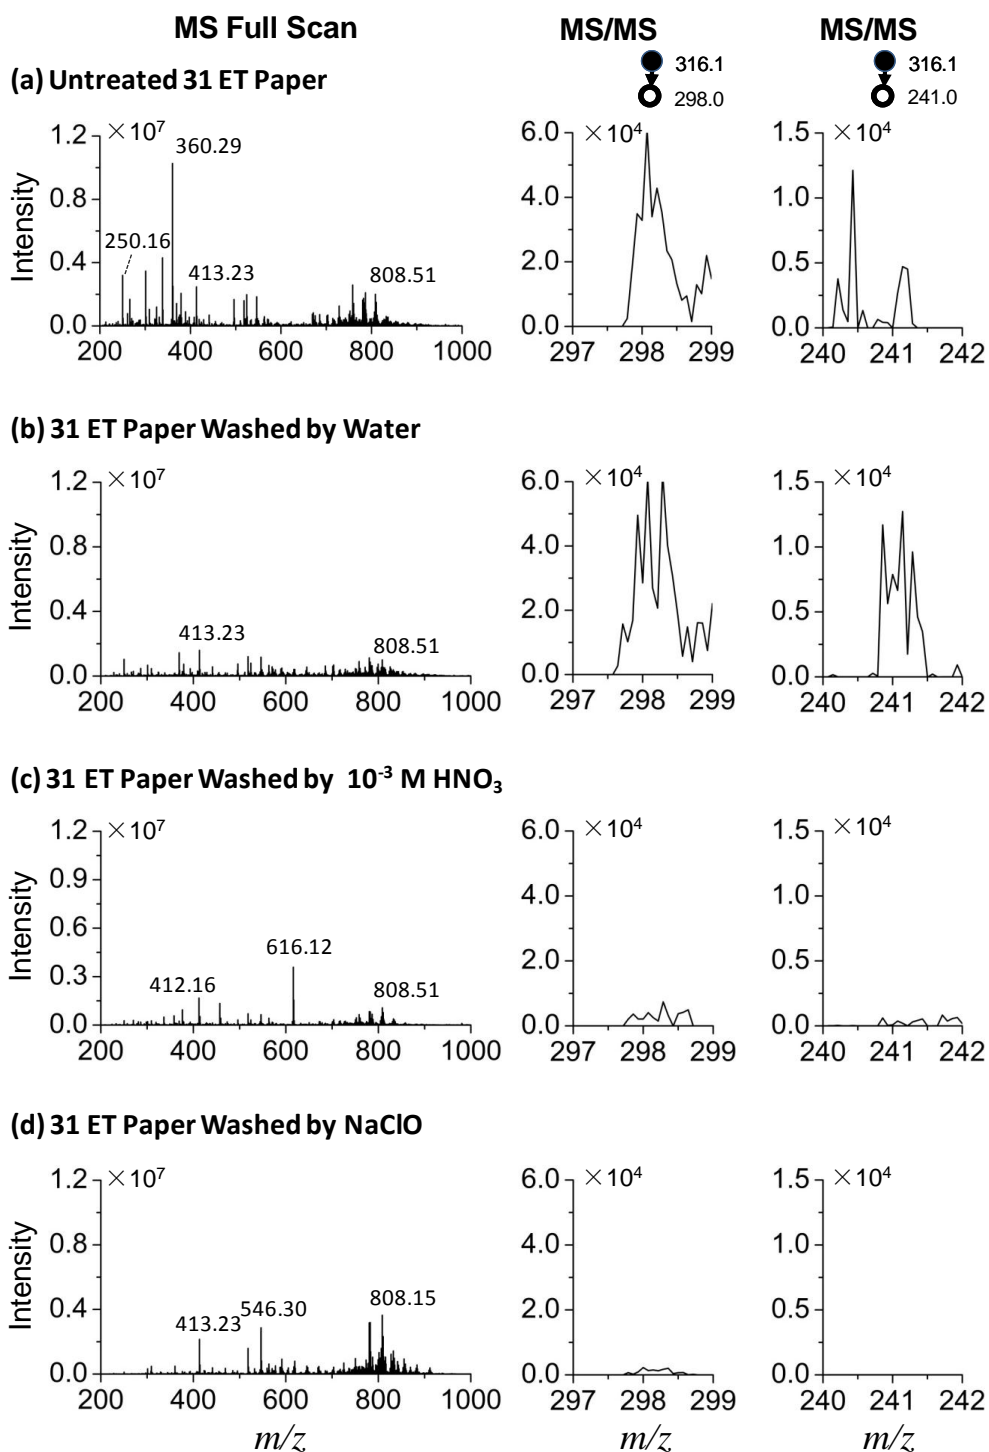 MS Full Scan MS/MS MS/MS
316.1 316.1
298.0 241.0
(a) Untreated 31 ET Paper
1.2 ×10⁷ 6.0 ×10⁴ 1.5 ×10⁴
360.29
0.8 4.0 1.0
250.16
0.4 413.23 808.51 2.0 0.5
0.0 0.0 0.0
Intensity
200 400 600 800 1000 297 298 299 240 241 242
(b) 31 ET Paper Washed by Water
1.2 ×10⁷ 6.0 ×10⁴ 1.5 ×10⁴
0.8 4.0 1.0
0.4 413.23 808.51 2.0 0.5
0.0 0.0 0.0
Intensity
200 400 600 800 1000 297 298 299 240 241 242
(c) 31 ET Paper Washed by 10⁻³ M HNO₃
1.2 ×10⁷ 6.0 ×10⁴ 1.5 ×10⁴
0.9 4.0 1.0
0.6 616.12
0.3 412.16 808.51 2.0 0.5
0.0 0.0 0.0
Intensity
200 400 600 800 1000 297 298 299 240 241 242
(d) 31 ET Paper Washed by NaClO
1.2 ×10⁷ 6.0 ×10⁴ 1.5 ×10⁴
0.8 4.0 1.0
0.4 413.23 546.30 808.15 2.0 0.5
0.0 0.0 0.0
Intensity
200 400 600 800 1000 297 298 299 240 241 242
m/z m/z m/z